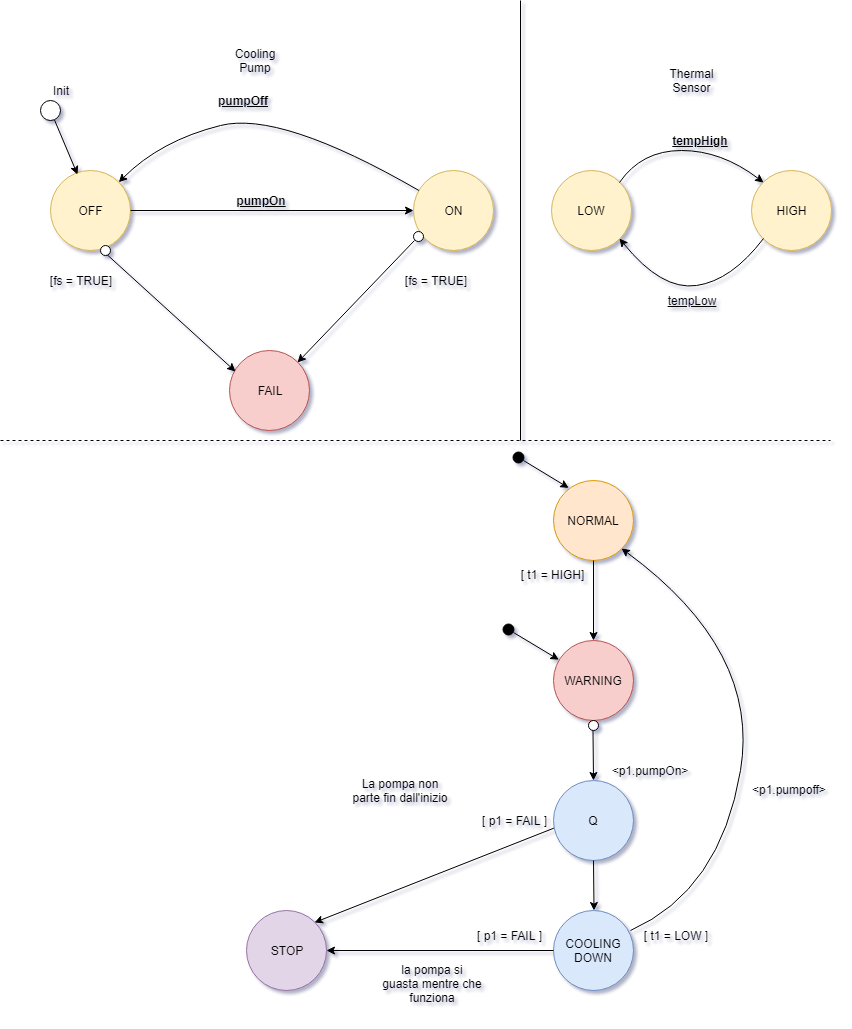 Cooling
Pump
Init
pumpOff
OFF
pumpOn
ON
[fs = TRUE]
[fs = TRUE]
FAIL
Thermal
Sensor
tempHigh
LOW
HIGH
tempLow
NORMAL
[ t1 = HIGH]
WARNING
<p1.pumpOn>
<p1.pumpoff>
La pompa non
parte fin dall'inizio
[ p1 = FAIL ]
Q
[ p1 = FAIL ]
[ t1 = LOW ]
STOP
COOLING
DOWN
la pompa si
guasta mentre che
funziona